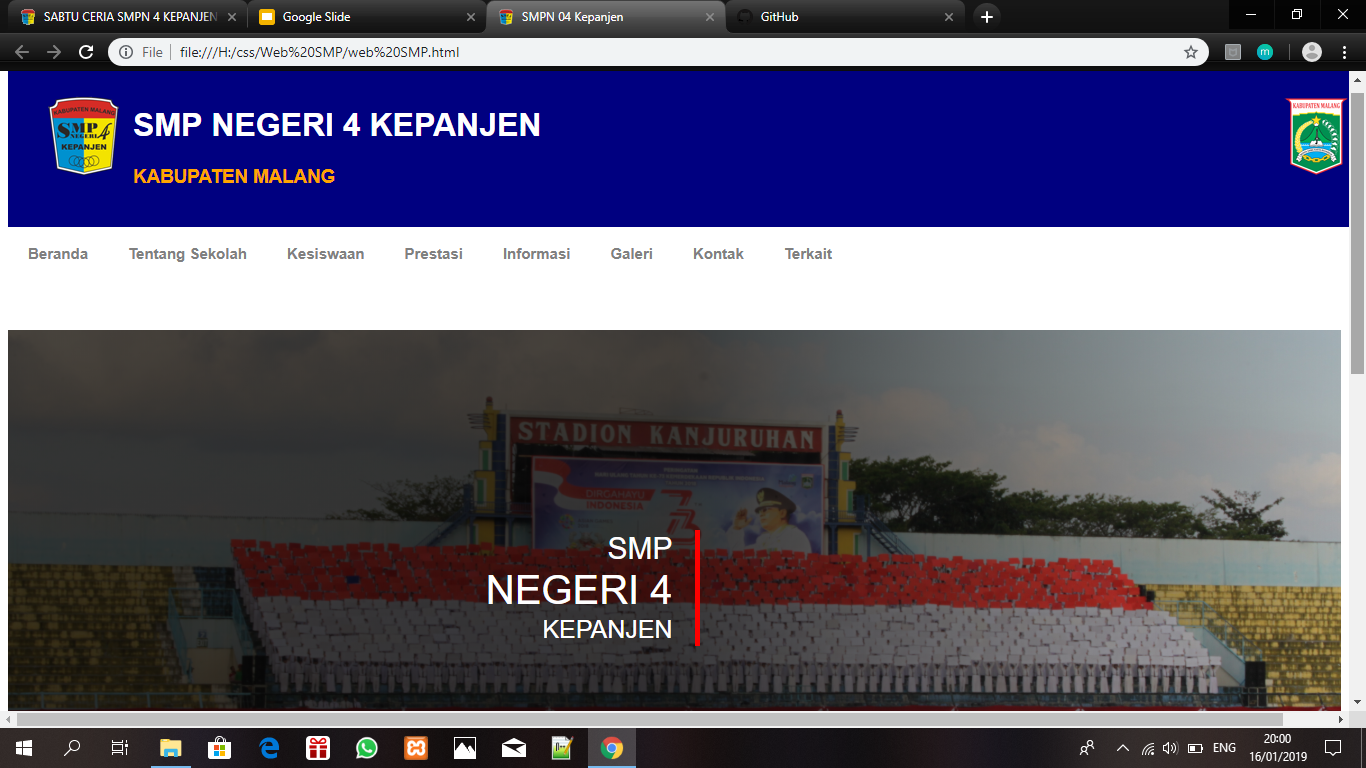 SABTU CERIA SMPN 4 KEPANJEN
Google Slide
SMPN 04 Kepanjen
GitHub
File
file:///H:/css/Web%20SMP/web%20SMP.html
m
KABUPATEN MALANG
SMP
NEGERI 4
KEPANJEN
SMP NEGERI 4 KEPANJEN
KABUPATEN MALANG
KABUPATEN MALANG
Beranda Tentang Sekolah Kesiswaan Prestasi Informasi Galeri Kontak Terkait
STADION KANJURUHAN
DIRGAHAYU
INDONESIA
SMP
NEGERI 4
KEPANJEN
ENG
20:00
16/01/2019